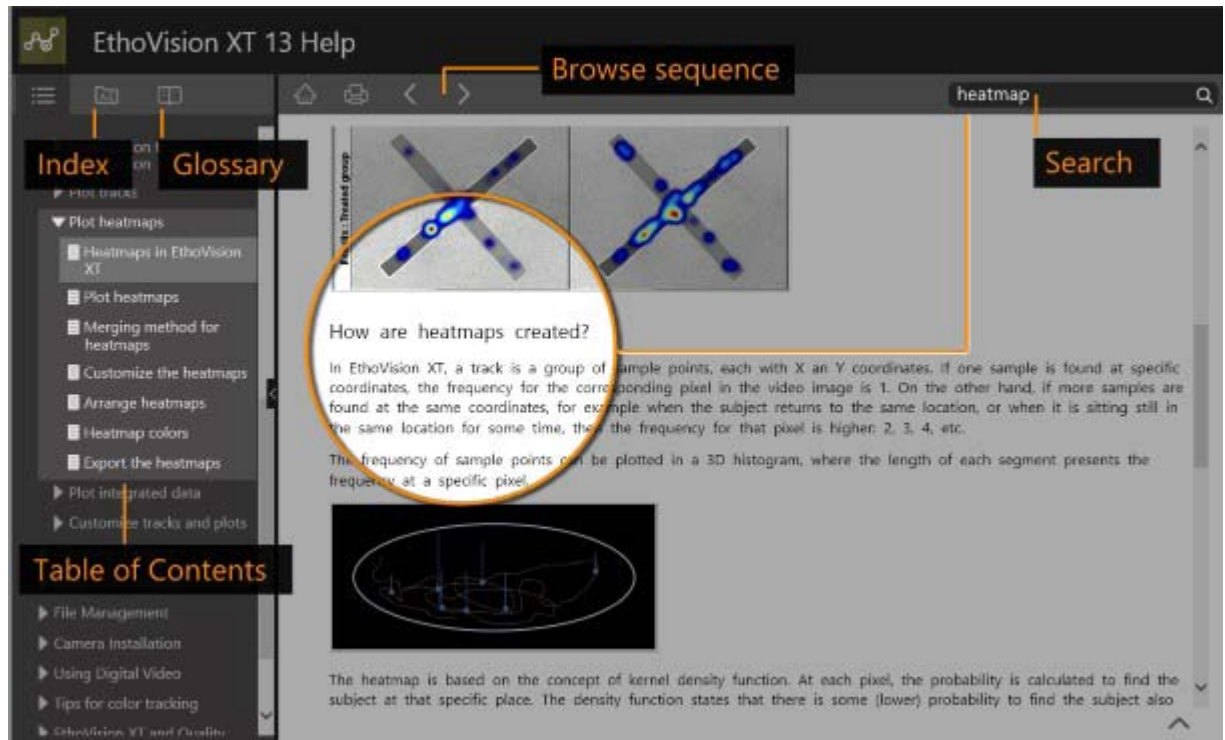 EthoVision XT 13 Help
Browse sequence
heatmap
Index
Glossary
Search
on
on
Plot tracks
Plot heatmaps
Heatmaps in EthoVision
XT
Plot heatmaps
Merging method for
heatmaps
Customize the heatmaps
Arrange heatmaps
Heatmap colors
Export the heatmaps
Plot integrated data
Customize tracks and plots
Table of Contents
File Management
Camera Installation
Using Digital Video
Tips for color tracking
EthoVision XT and Quality
: Treated group
How are heatmaps created?
In EthoVision XT, a track is a group of sample points, each with X an Y coordinates. If one sample is found at specific
coordinates, the frequency for the corresponding pixel in the video image is 1. On the other hand, if more samples are
found at the same coordinates, for example when the subject returns to the same location, or when it is sitting still in
the same location for some time, then the frequency for that pixel is higher: 2, 3, 4, etc.
The frequency of sample points can be plotted in a 3D histogram, where the length of each segment presents the
frequency at a specific pixel.
The heatmap is based on the concept of kernel density function. At each pixel, the probability is calculated to find the
subject at that specific place. The density function states that there is some (lower) probability to find the subject also